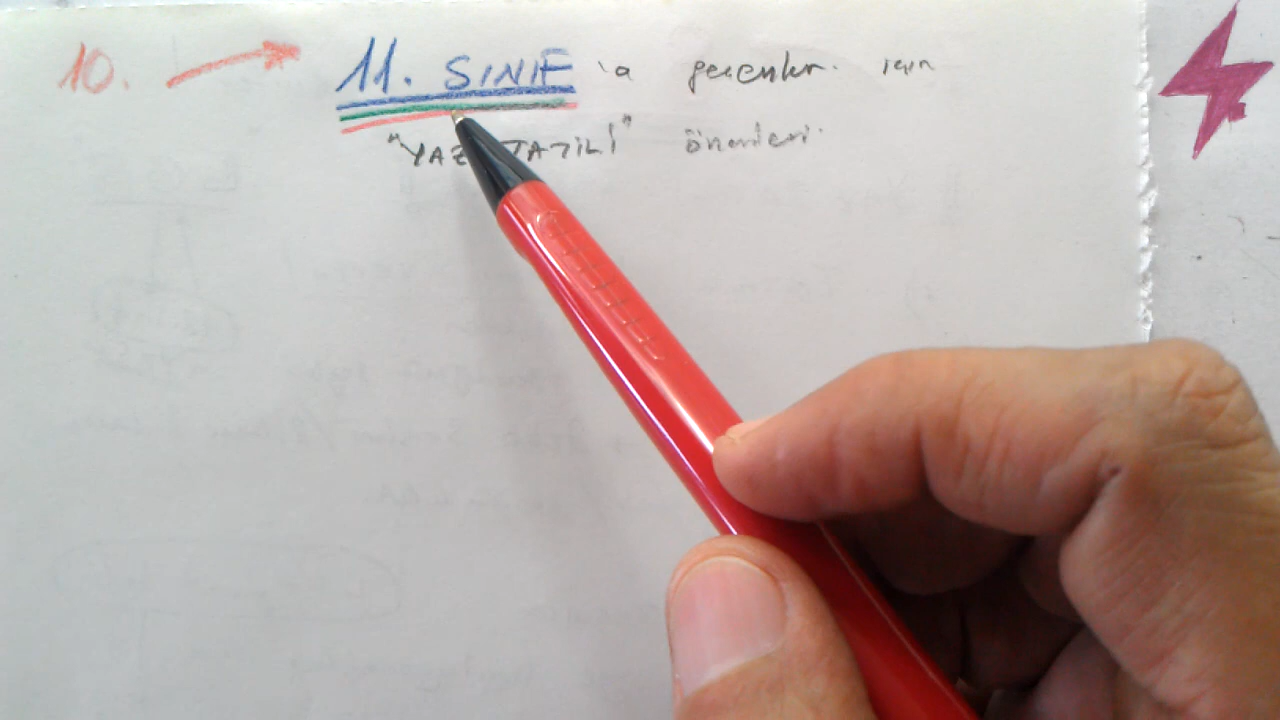 10. → 11. SINIF 'a geçenler için
"YAZ TATİLİ" önerileri